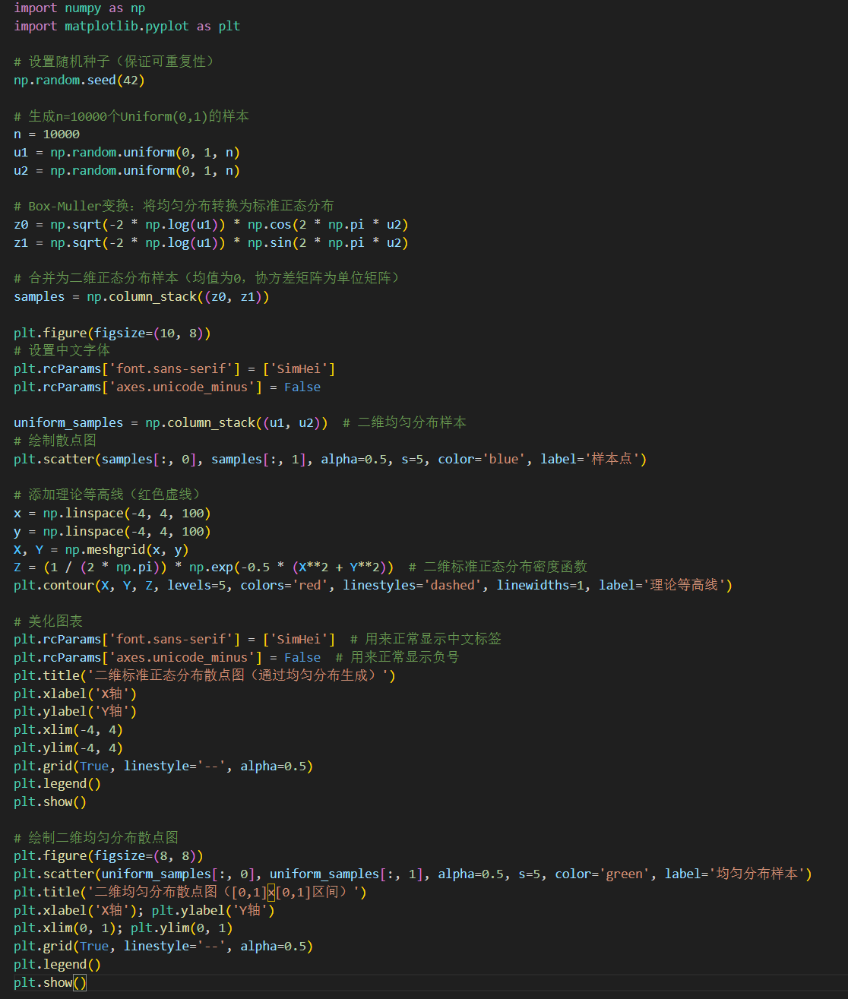 import numpy as np
import matplotlib.pyplot as plt
# 设置随机种子（保证可重复性）
np.random.seed(42)
# 生成n=10000个Uniform(0,1)的样本
n = 10000
u1 = np.random.uniform(0, 1, n)
u2 = np.random.uniform(0, 1, n)
# Box-Muller变换：将均匀分布转换为标准正态分布
z0 = np.sqrt(-2 * np.log(u1)) * np.cos(2 * np.pi * u2)
z1 = np.sqrt(-2 * np.log(u1)) * np.sin(2 * np.pi * u2)
# 合并为二维正态分布样本（均值为0，协方差矩阵为单位矩阵）
samples = np.column_stack((z0, z1))
plt.figure(figsize=(10, 8))
# 设置中文字体
plt.rcParams['font.sans-serif'] = ['SimHei']
plt.rcParams['axes.unicode_minus'] = False
uniform_samples = np.column_stack((u1, u2))  # 二维均匀分布样本
# 绘制散点图
plt.scatter(samples[:, 0], samples[:, 1], alpha=0.5, s=5, color='blue', label='样本点')
# 添加理论等高线（红色虚线）
x = np.linspace(-4, 4, 100)
y = np.linspace(-4, 4, 100)
X, Y = np.meshgrid(x, y)
Z = (1 / (2 * np.pi)) * np.exp(-0.5 * (X**2 + Y**2))  # 二维标准正态分布密度函数
plt.contour(X, Y, Z, levels=5, colors='red', linestyles='dashed', linewidths=1, label='理论等高线')
# 美化图表
plt.rcParams['font.sans-serif'] = ['SimHei']  # 用来正常显示中文标签
plt.rcParams['axes.unicode_minus'] = False  # 用来正常显示负号
plt.title('二维标准正态分布散点图（通过均匀分布生成）')
plt.xlabel('X轴')
plt.ylabel('Y轴')
plt.xlim(-4, 4)
plt.ylim(-4, 4)
plt.grid(True, linestyle='--', alpha=0.5)
plt.legend()
plt.show()
# 绘制二维均匀分布散点图
plt.figure(figsize=(8, 8))
plt.scatter(uniform_samples[:, 0], uniform_samples[:, 1], alpha=0.5, s=5, color='green', label='均匀分布样本')
plt.title('二维均匀分布散点图（[0,1]×[0,1]区间）')
plt.xlabel('X轴'); plt.ylabel('Y轴')
plt.xlim(0, 1); plt.ylim(0, 1)
plt.grid(True, linestyle='--', alpha=0.5)
plt.legend()
plt.show()